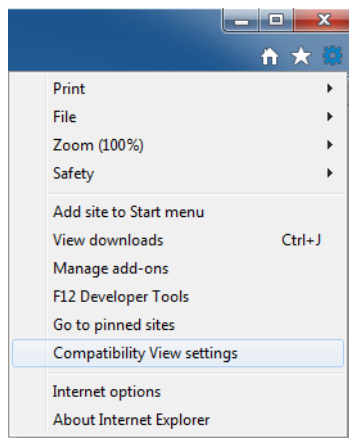 Print
File
Zoom (100%)
Safety
Add site to Start menu
View downloads Ctrl+J
Manage add-ons
F12 Developer Tools
Go to pinned sites
Compatibility View settings
Internet options
About Internet Explorer